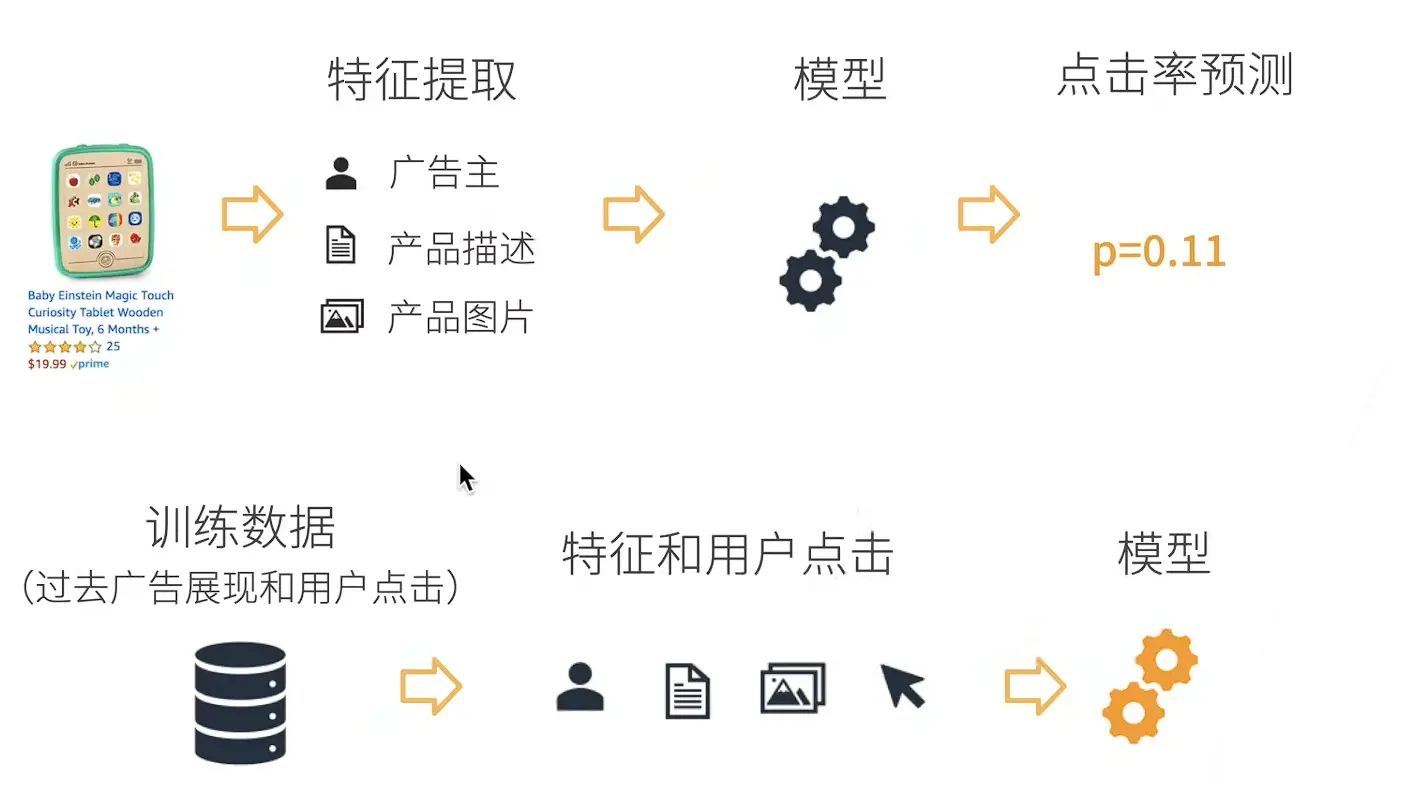 特征提取
模型
点击率预测
广告主
产品描述
产品图片
p=0.11
Baby Einstein Magic Touch
Curiosity Tablet Wooden
Musical Toy, 6 Months +
25
$19.99 prime
训练数据
（过去广告展现和用户点击）
特征和用户点击
模型